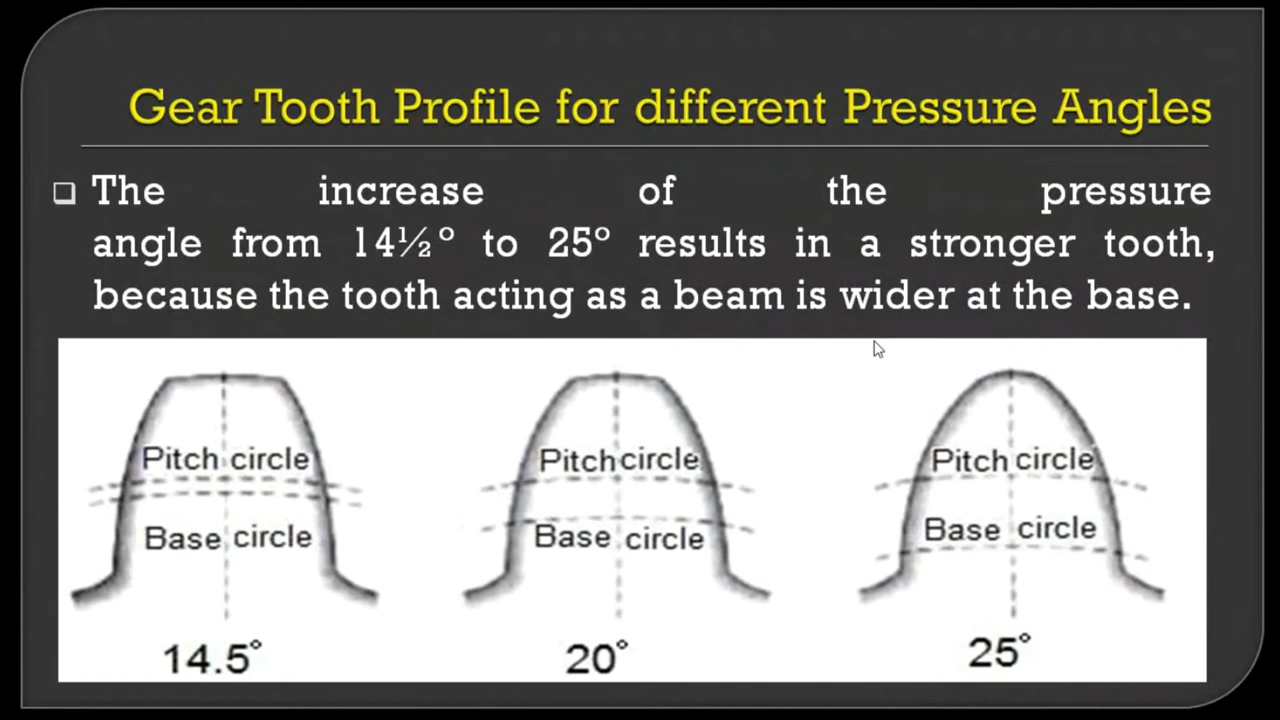 Gear Tooth Profile for different Pressure Angles
The increase of the pressure
angle from 14½° to 25° results in a stronger tooth,
because the tooth acting as a beam is wider at the base.
Pitch circle Pitch circle Pitch circle
Base circle Base circle Base circle
14.5° 20° 25°